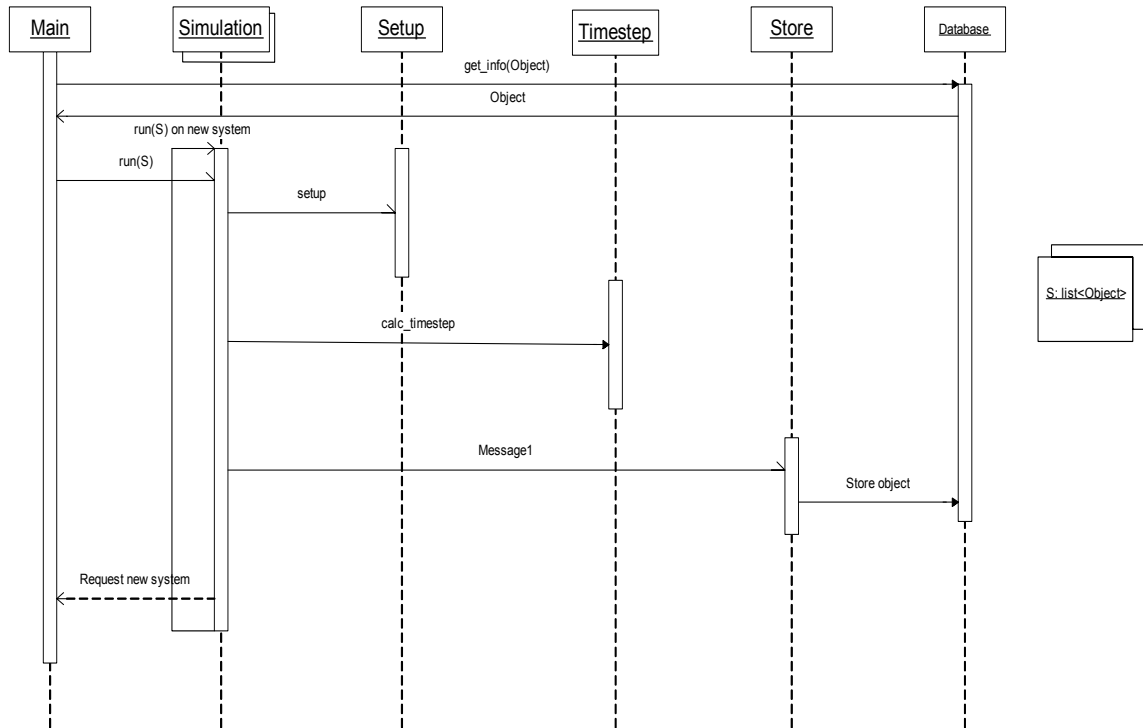 Main
Simulation
Setup
Timestep
Store
Database
get_info(Object)
Object
run(S) on new system
run(S)
setup
S: list<Object>
calc_timestep
Message1
Store object
Request new system